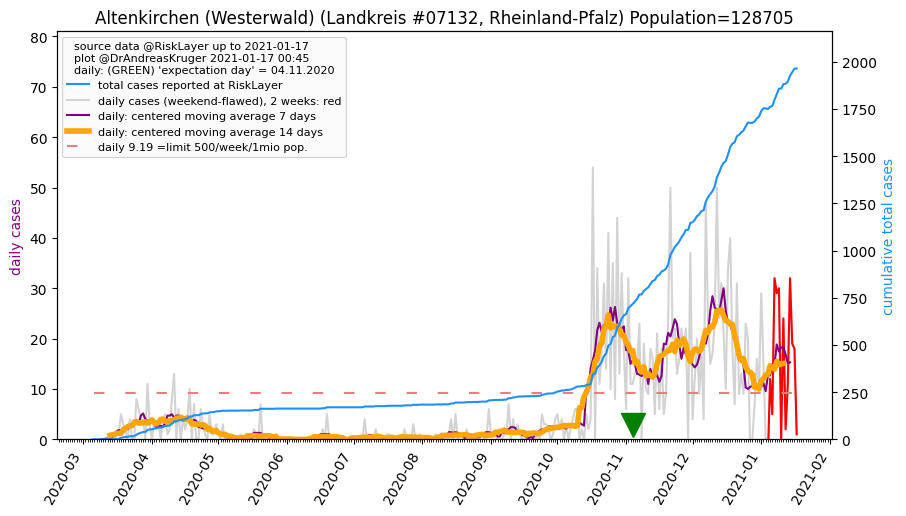 Altenkirchen (Westerwald) (Landkreis #07132, Rheinland-Pfalz) Population=128705
source data @RiskLayer up to 2021-01-17
plot @DrAndreasKruger 2021-01-17 00:45
daily: (GREEN) 'expectation day' = 04.11.2020
total cases reported at RiskLayer
daily cases (weekend-flawed), 2 weeks: red
daily: centered moving average 7 days
daily: centered moving average 14 days
daily 9.19 =limit 500/week/1mio pop.
daily cases
80
70
60
50
40
30
20
10
0
cumulative total cases
2000
1750
1500
1250
1000
750
500
250
0
2020-03
2020-04
2020-05
2020-06
2020-07
2020-08
2020-09
2020-10
2020-11
2020-12
2021-01
2021-02